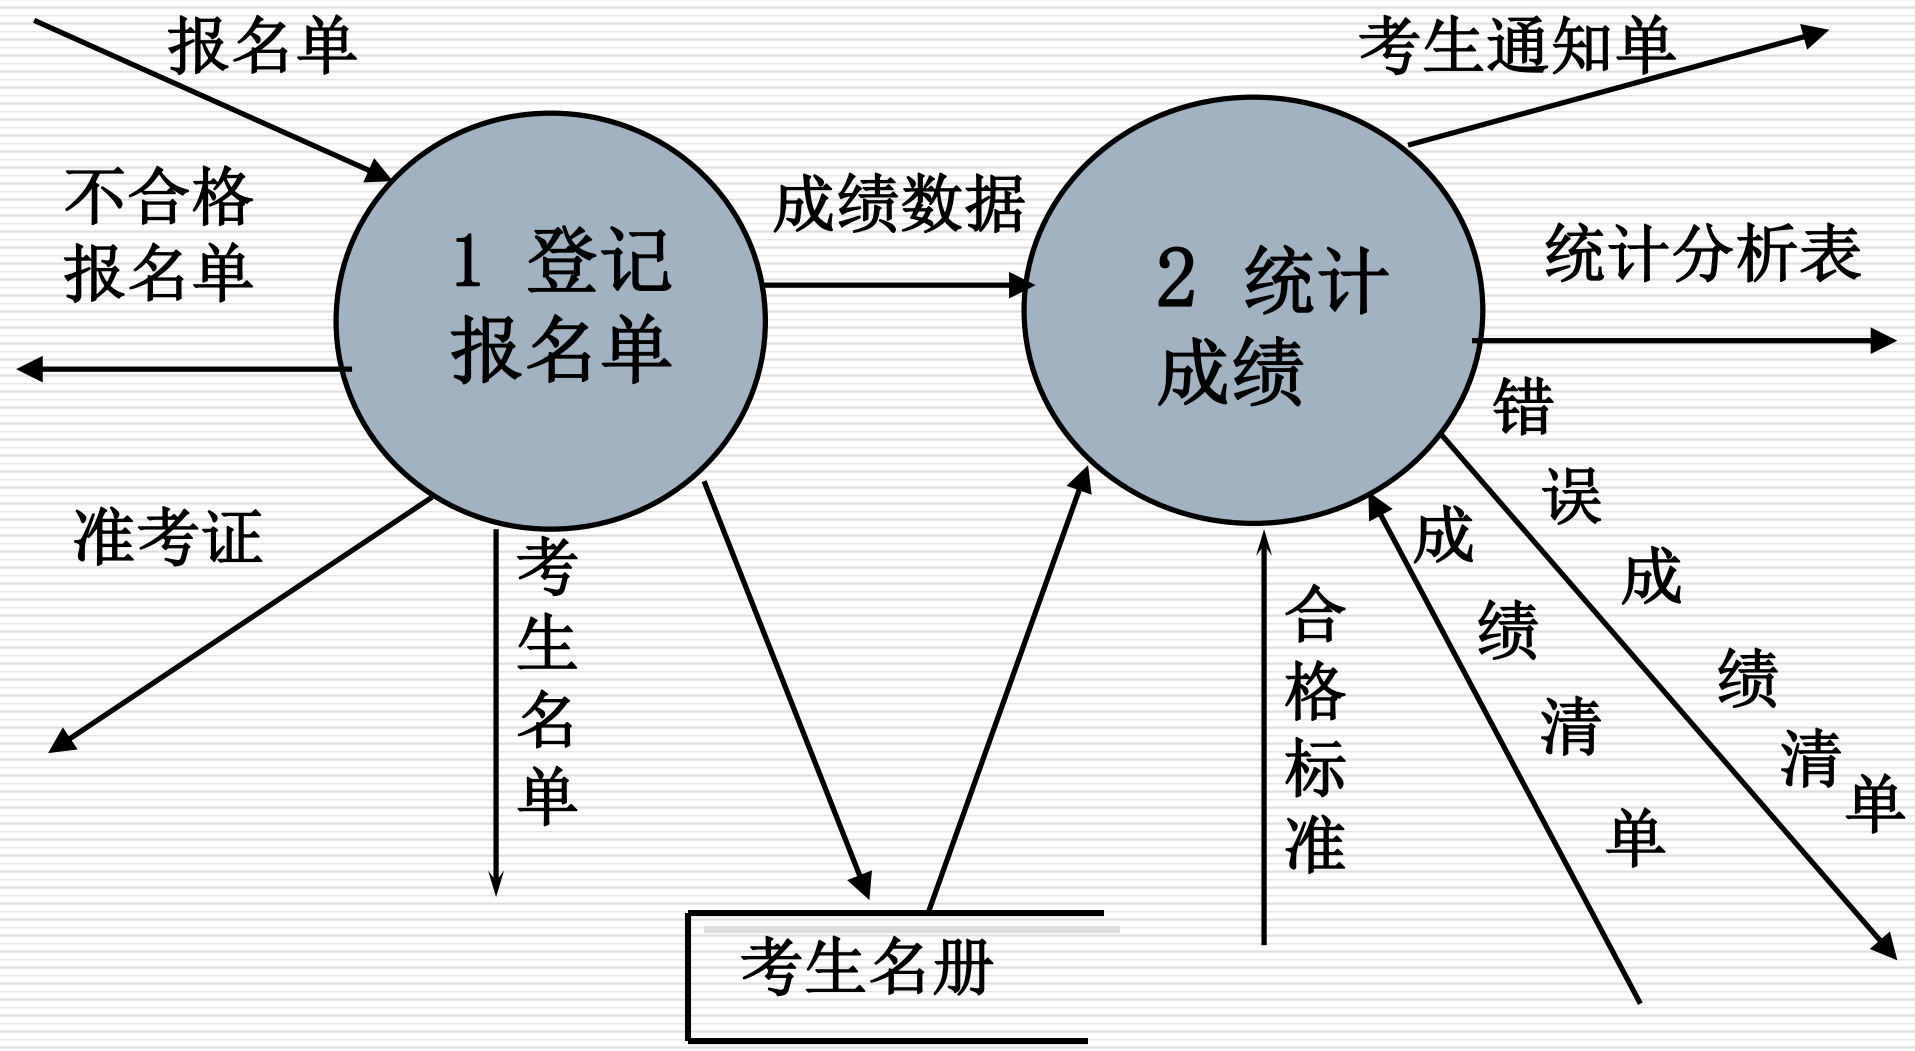 报名单
考生通知单
不合格
报名单
成绩数据
1 登记
报名单
2 统计
成绩
统计分析表
准考证
考生名单
合格标准
成绩清单
错误成绩清单
考生名册